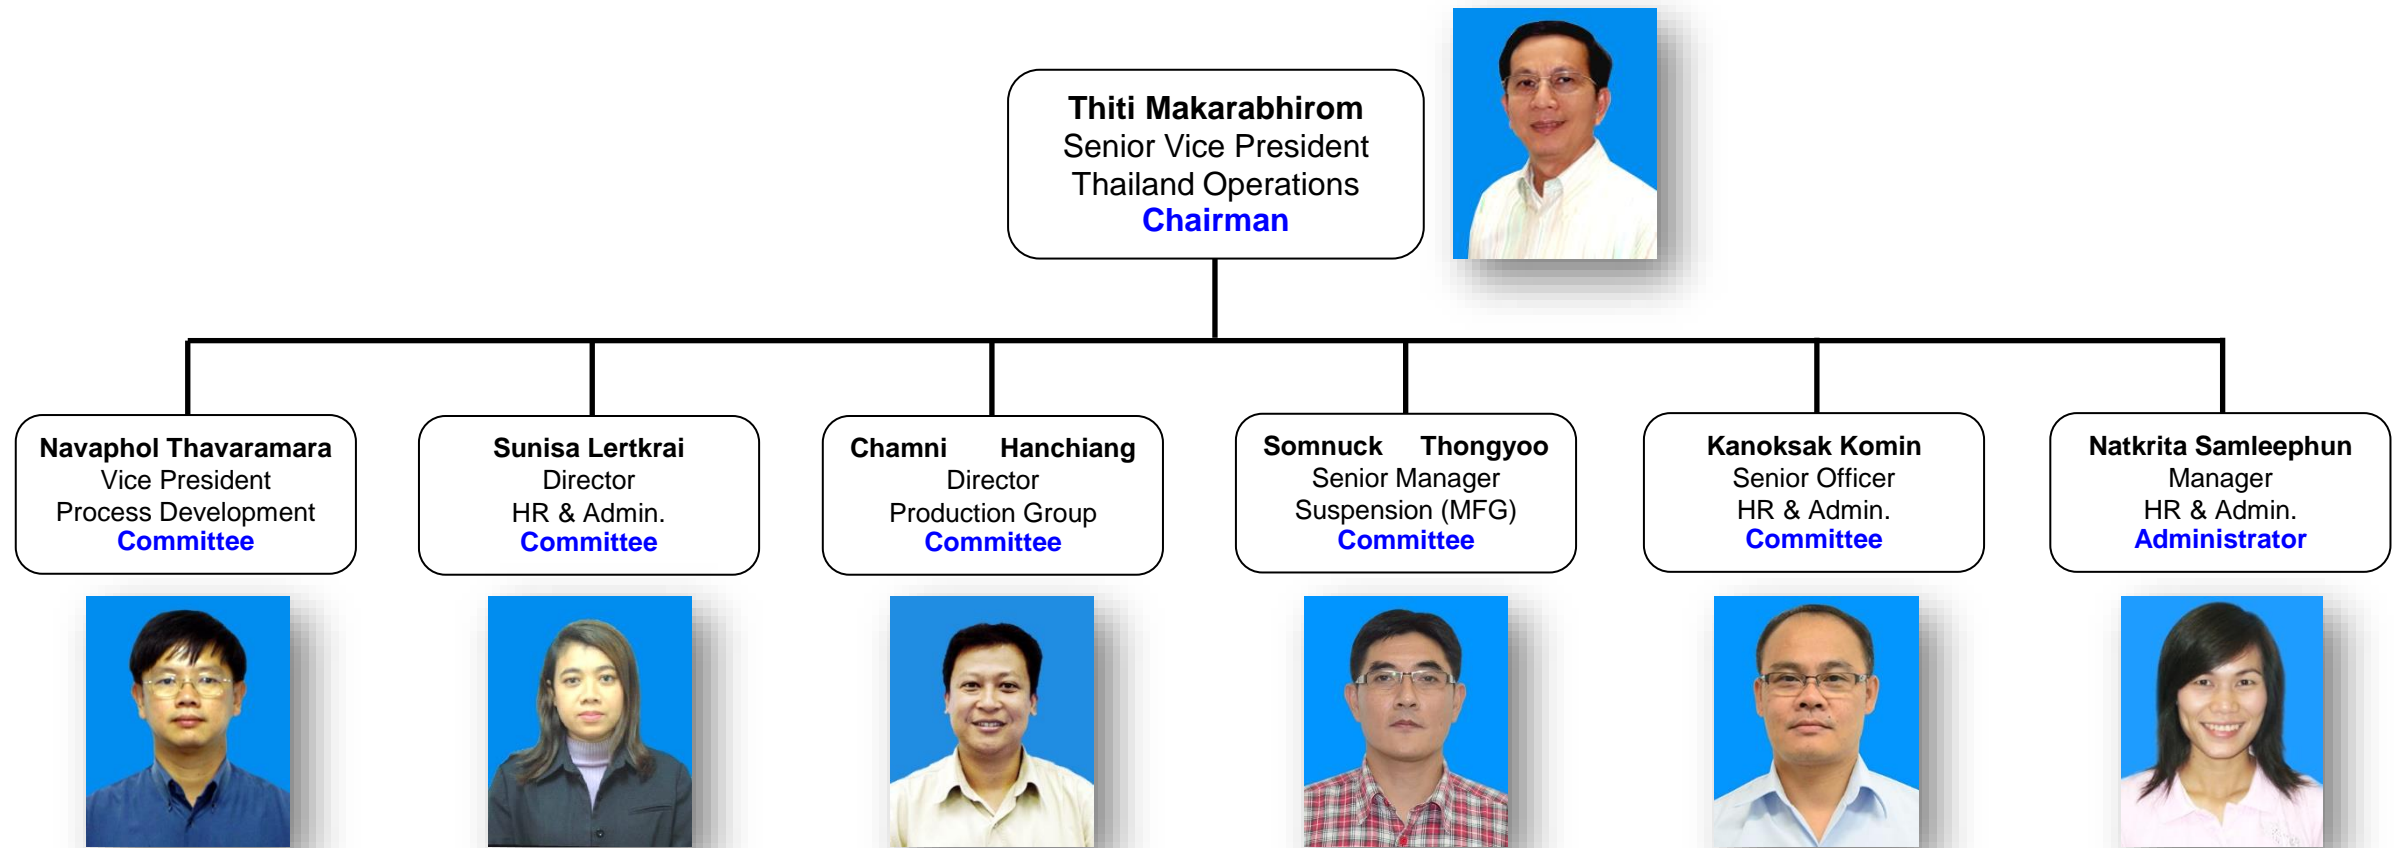 Thiti Makarabhirom
Senior Vice President
Thailand Operations
Chairman
Navaphol Thavaramara
Vice President
Process Development
Committee
Sunisa Lertkrai
Director
HR & Admin.
Committee
Chamni Hanchiang
Director
Production Group
Committee
Somnuck Thongyoo
Senior Manager
Suspension (MFG)
Committee
Kanoksak Komin
Senior Officer
HR & Admin.
Committee
Natkrita Samleephun
Manager
HR & Admin.
Administrator